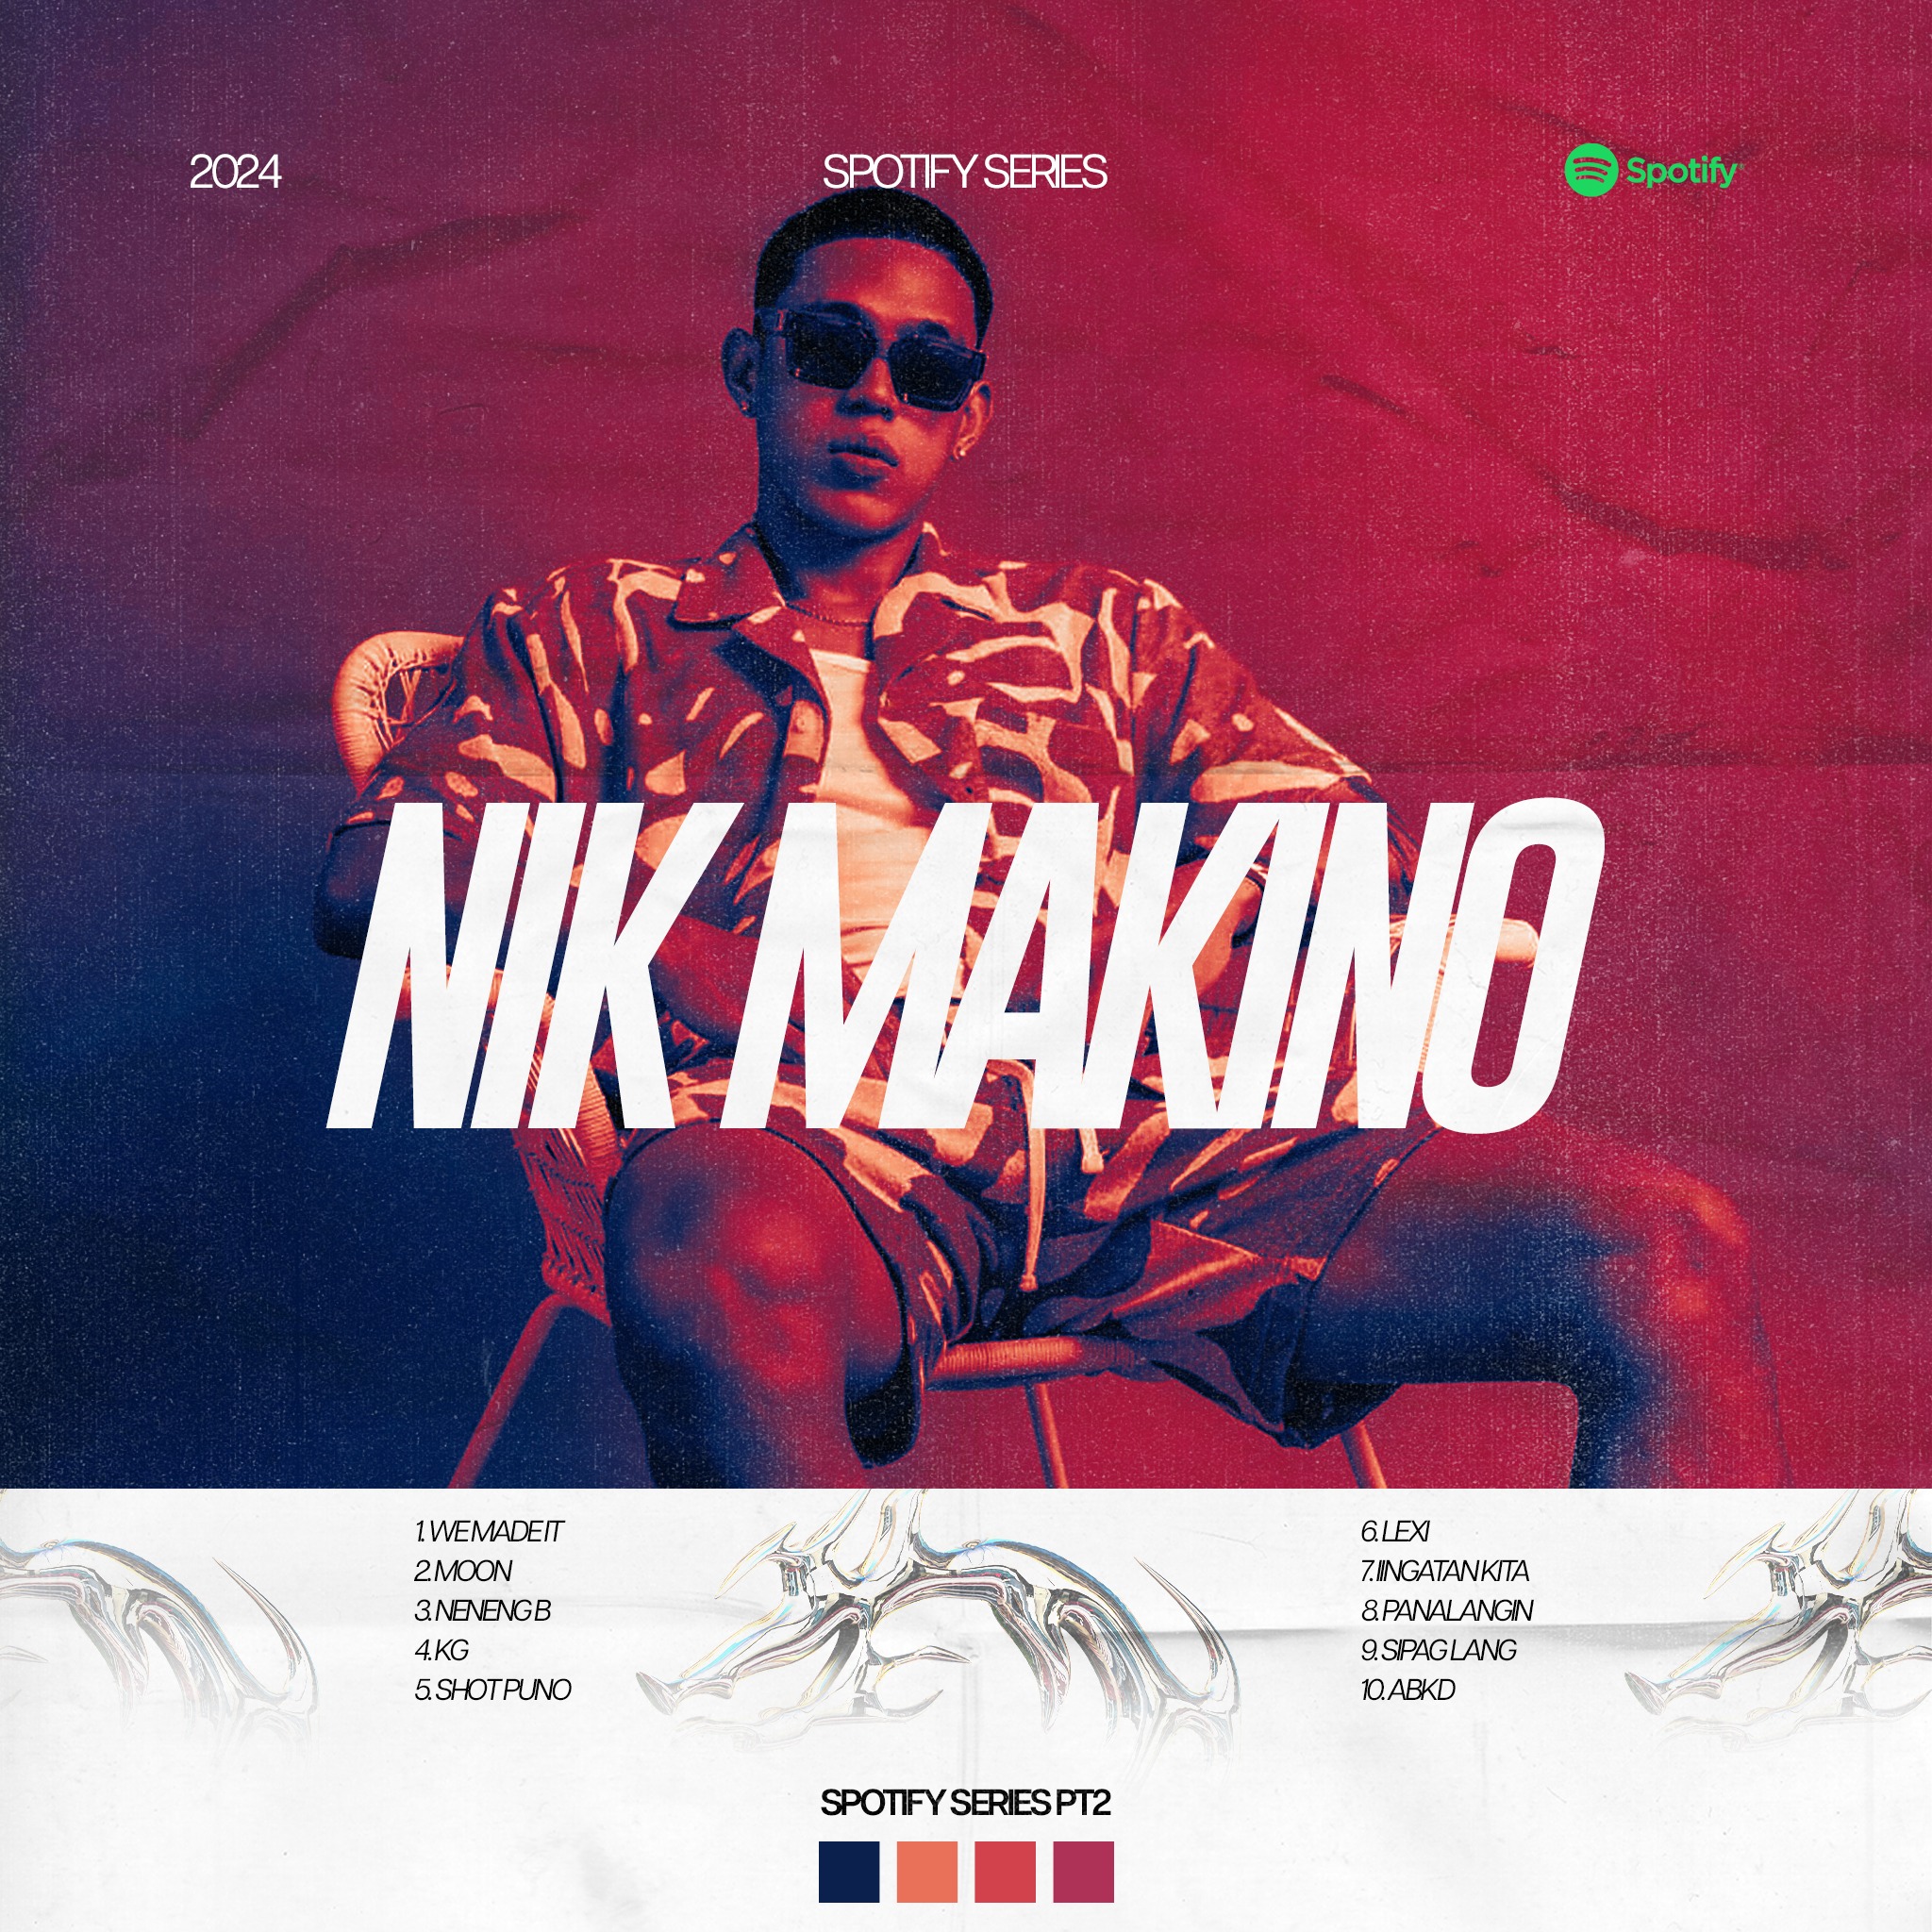 2024
SPOTIFY SERIES
Spotify
NIK MAKINO
1. WE MADE IT
2. MOON
3. NENENG B
4. KG
5. SHOT PUNO
6. LEXI
7. IINGATAN KITA
8. PANALANGIN
9. SIPAG LANG
10. ABKD
SPOTIFY SERIES PT2